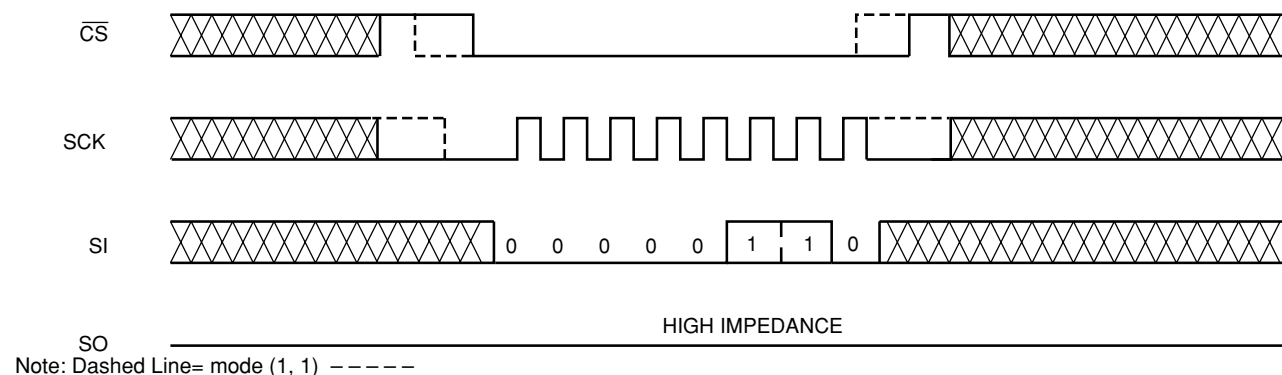 C̅S̅
SCK
SI
0 0 0 0 0 1 1 0
HIGH IMPEDANCE
SO
Note: Dashed Line= mode (1, 1) – – – – –